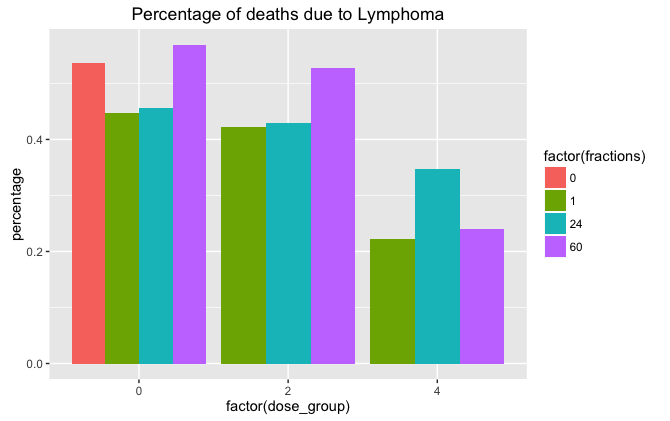 Percentage of deaths due to Lymphoma
percentage
0.4
0.2
0.0
0 2 4
factor(dose_group)
factor(fractions)
0
1
24
60